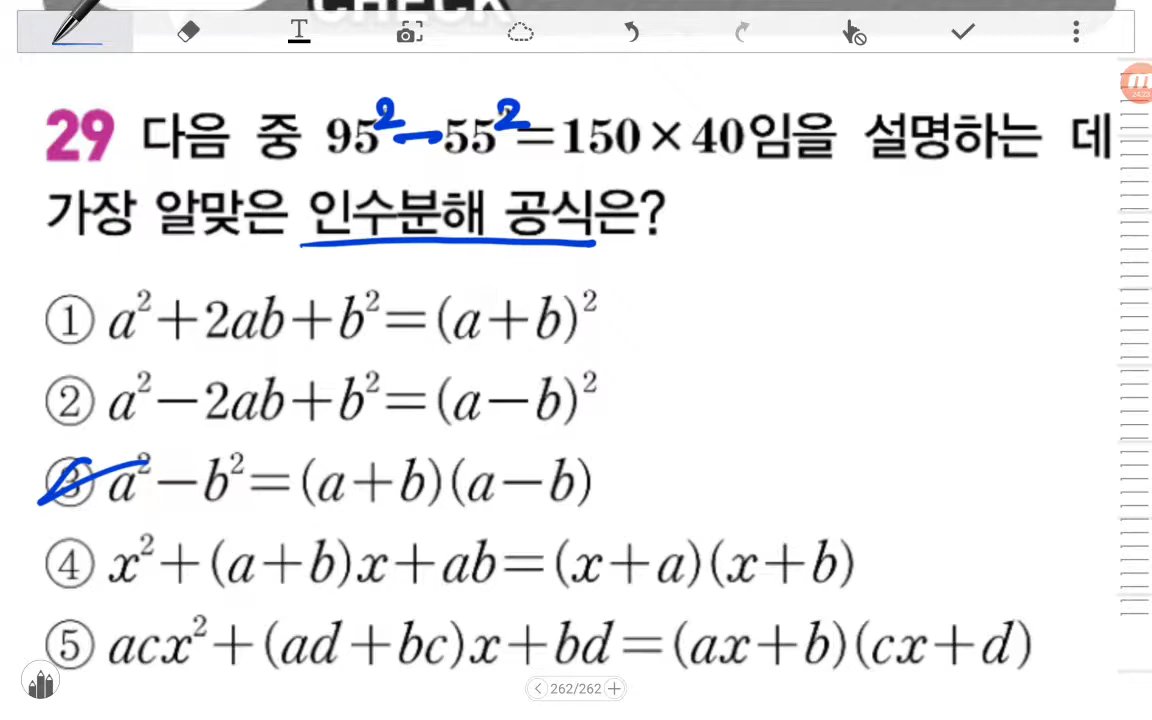 CHECK
T
29 다음 중 95²-55²=150×40임을 설명하는 데
가장 알맞은 인수분해 공식은?
① a²+2ab+b²=(a+b)²
② a²-2ab+b²=(a-b)²
③ a²-b²=(a+b)(a-b)
④ x²+(a+b)x+ab=(x+a)(x+b)
⑤ acx²+(ad+bc)x+bd=(ax+b)(cx+d)
262/262